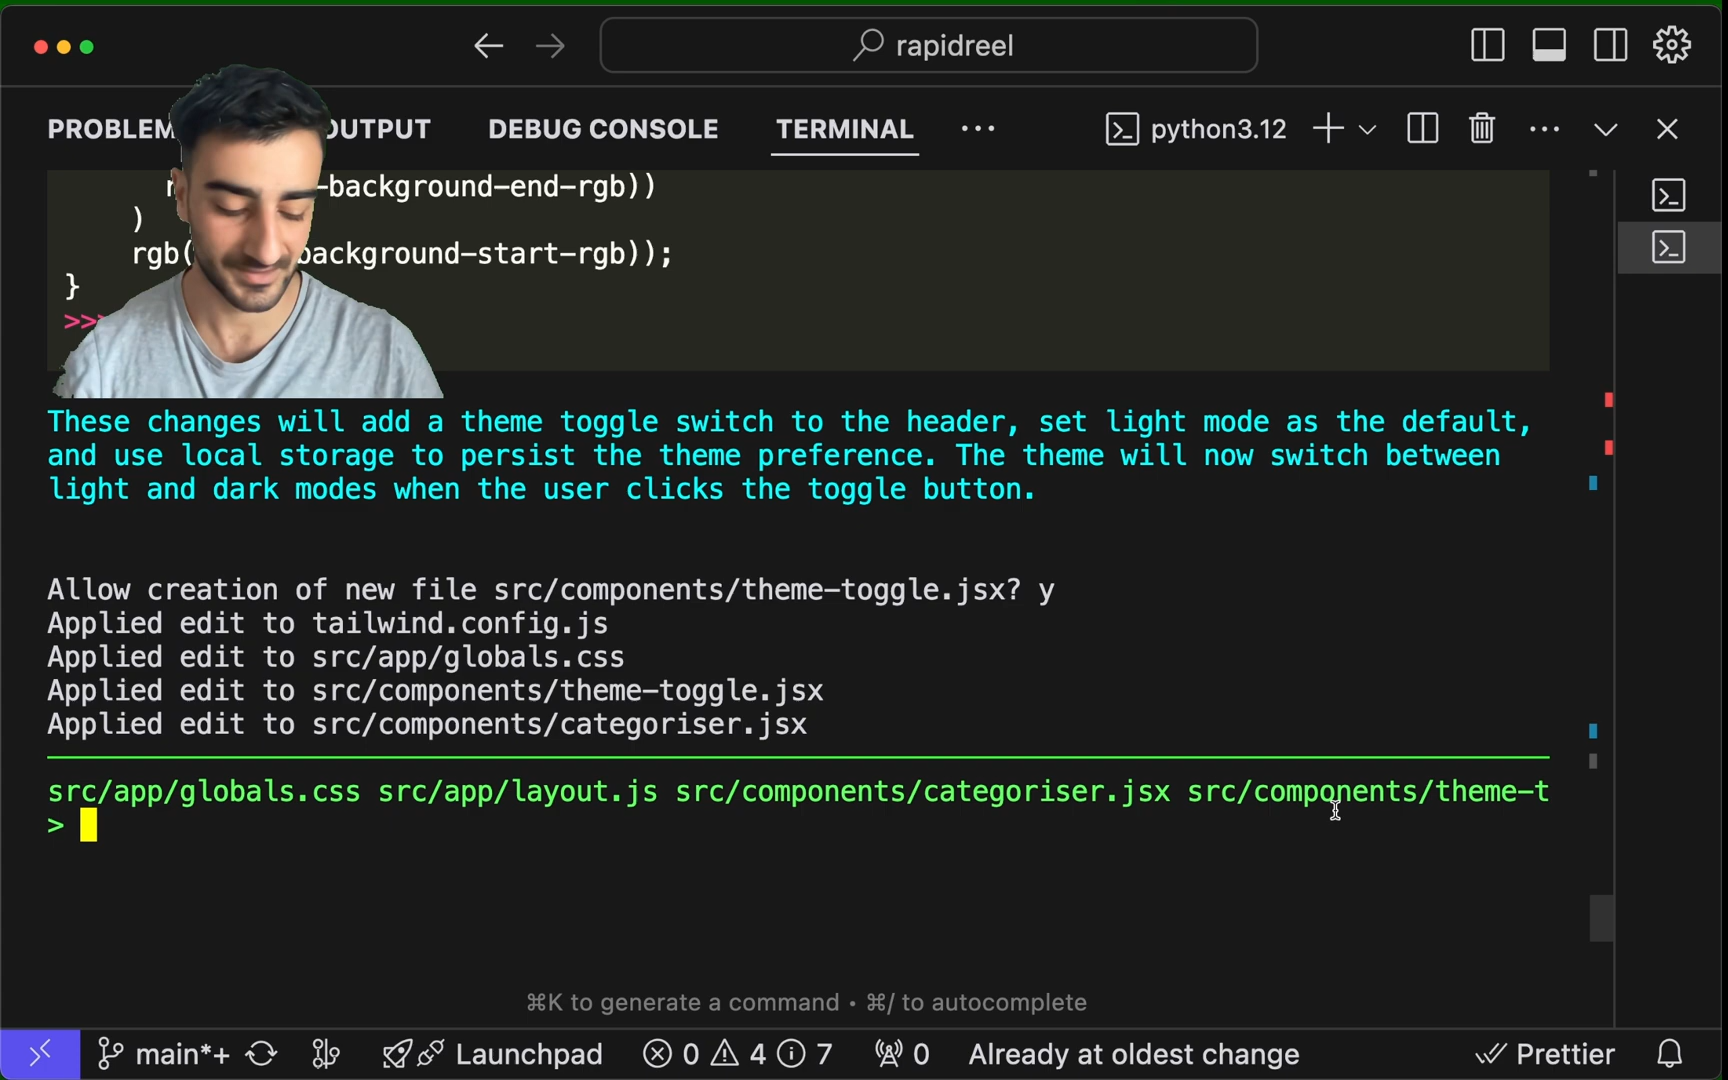 rapidreel
PROBLEM OUTPUT DEBUG CONSOLE TERMINAL ··· python3.12
-background-end-rgb))
)
rgb( background-start-rgb));
}
>>>
These changes will add a theme toggle switch to the header, set light mode as the default,
and use local storage to persist the theme preference. The theme will now switch between
light and dark modes when the user clicks the toggle button.
Allow creation of new file src/components/theme-toggle.jsx? y
Applied edit to tailwind.config.js
Applied edit to src/app/globals.css
Applied edit to src/components/theme-toggle.jsx
Applied edit to src/components/categoriser.jsx
src/app/globals.css src/app/layout.js src/components/categoriser.jsx src/components/theme-t
>
⌘K to generate a command • ⌘/ to autocomplete
main*+ Launchpad 0 4 7 0 Already at oldest change Prettier